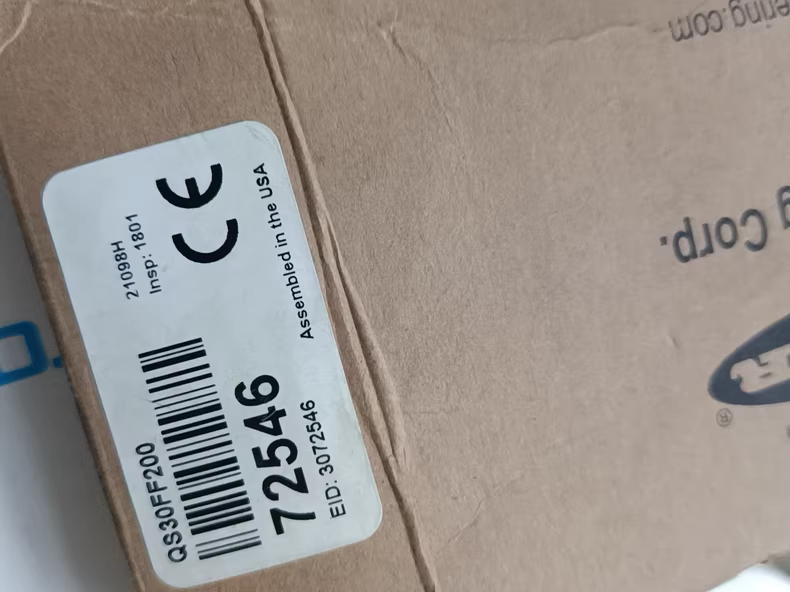 QS30FF200
21098H
Insp: 1801
CE
72546
EID: 3072546
Assembled in the USA
ering.com
g Corp.
®